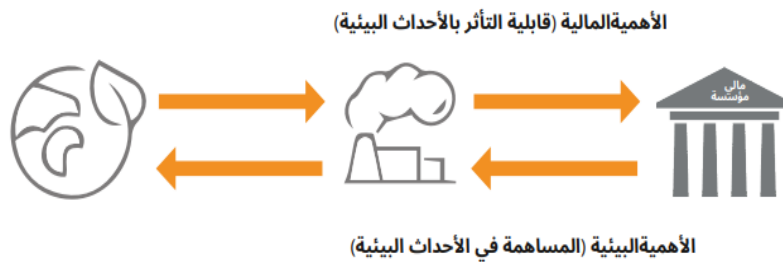 الأهميةالمالية (قابلية التأثر بالأحداث البيئية)
مالي
مؤسسة
الأهميةالبيئية (المساهمة في الأحداث البيئية)